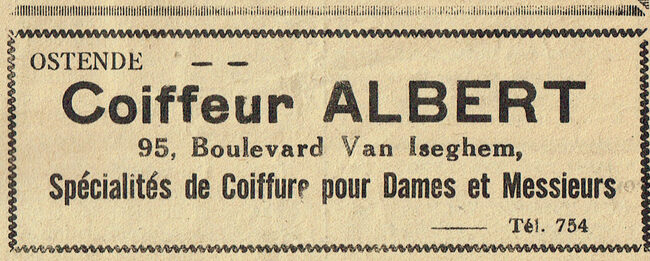 OSTENDE — —
Coiffeur ALBERT
95, Boulevard Van Iseghem,
Spécialités de Coiffure pour Dames et Messieurs
—— Tél. 754